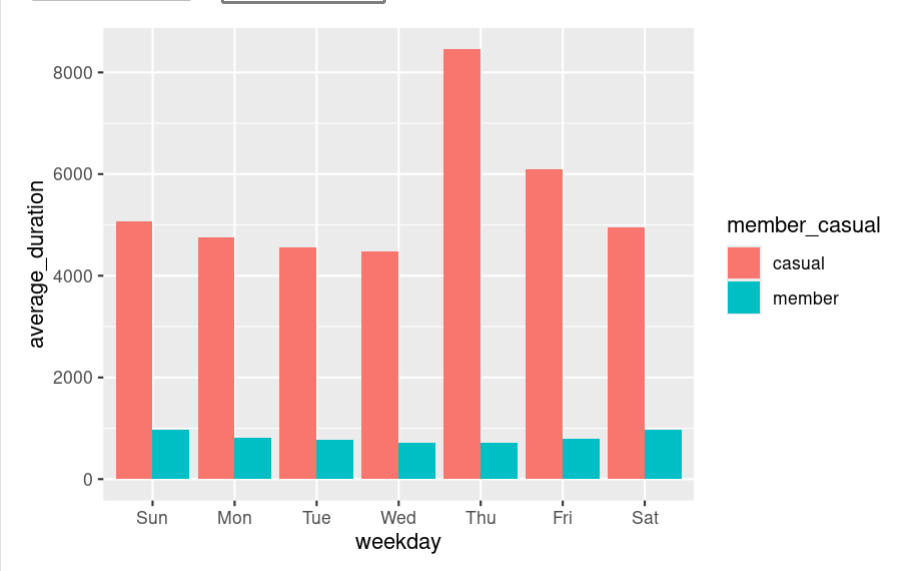 8000
6000
4000
2000
0
average_duration
Sun Mon Tue Wed Thu Fri Sat
weekday
member_casual
casual
member